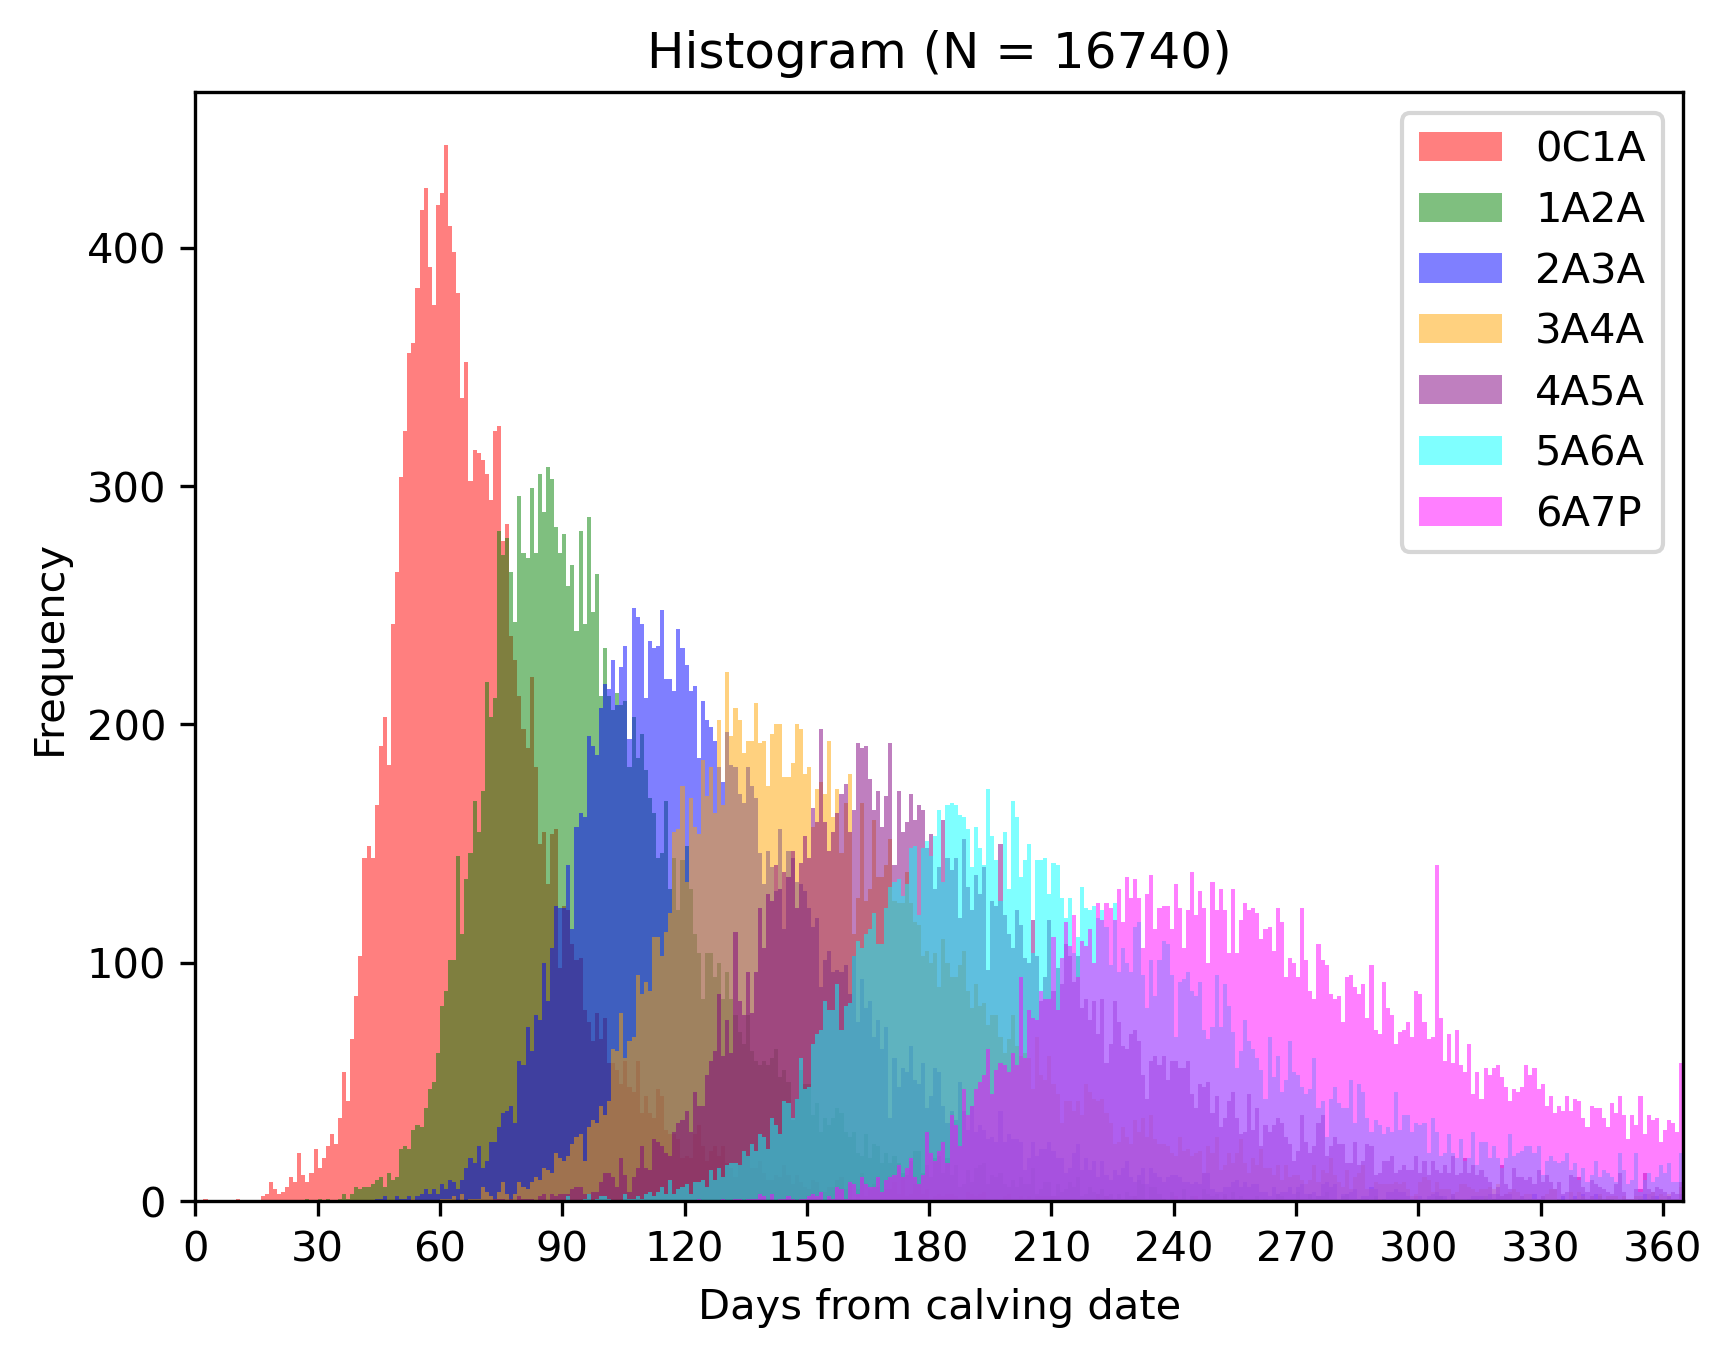 Histogram (N = 16740)
0C1A
1A2A
2A3A
3A4A
4A5A
5A6A
6A7P
Frequency
400
300
200
100
0
0 30 60 90 120 150 180 210 240 270 300 330 360
Days from calving date